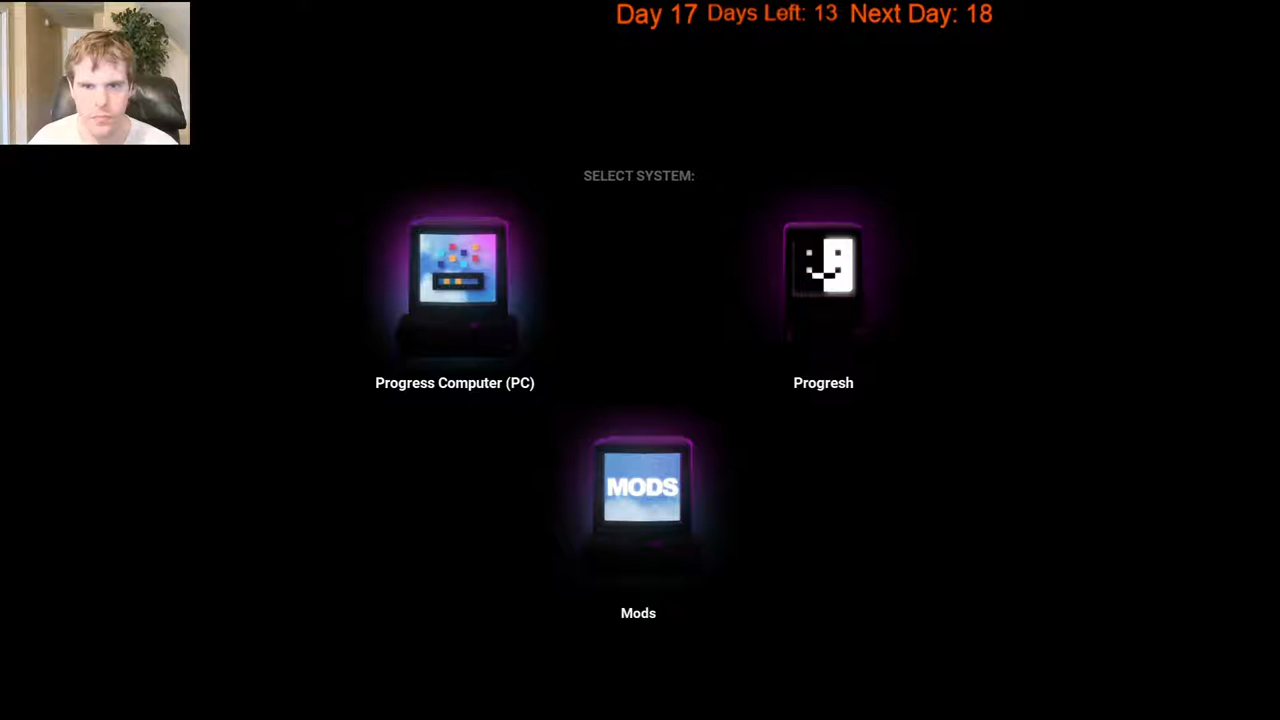 Day 17 Days Left: 13 Next Day: 18
SELECT SYSTEM:
Progress Computer (PC)
Progresh
MODS
Mods